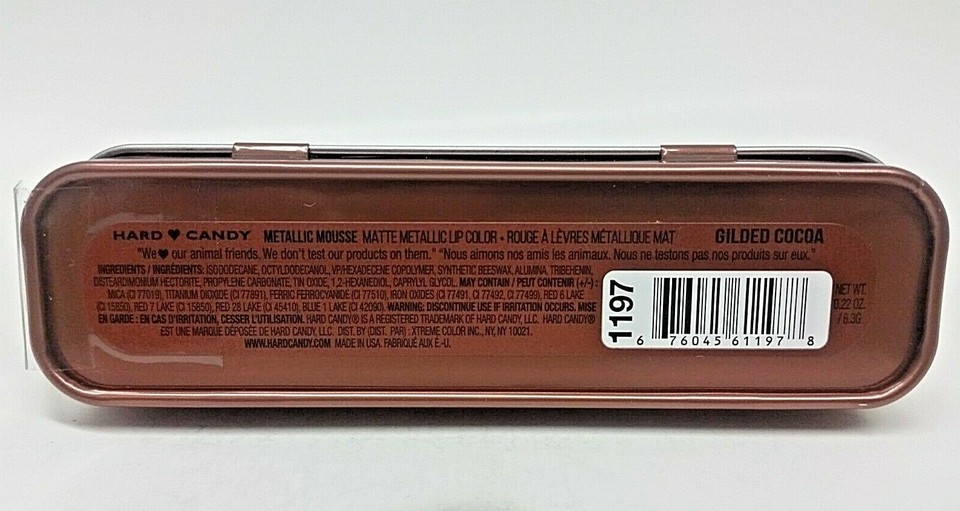 HARD ♥ CANDY METALLIC MOUSSE MATTE METALLIC LIP COLOR • ROUGE À LÈVRES MÉTALLIQUE MAT GILDED COCOA
"We ♥ our animal friends. We don't test our products on them." "Nous aimons nos amis les animaux. Nous ne testons pas nos produits sur eux."
INGREDIENTS / INGRÉDIENTS: ISODODECANE, OCTYLDODECANOL, VP/HEXADECENE COPOLYMER, SYNTHETIC BEESWAX, ALUMINA, TRIBEHENIN,
DISTEARDIMONIUM HECTORITE, PROPYLENE CARBONATE, TIN OXIDE, 1,2-HEXANEDIOL, CAPRYLYL GLYCOL. MAY CONTAIN / PEUT CONTENIR (+/-) :
MICA (CI 77019), TITANIUM DIOXIDE (CI 77891), FERRIC FERROCYANIDE (CI 77510), IRON OXIDES (CI 77491, CI 77492, CI 77499), RED 6 LAKE
(CI 15850), RED 7 LAKE (CI 15850), RED 28 LAKE (CI 45410), BLUE 1 LAKE (CI 42090). WARNING: DISCONTINUE USE IF IRRITATION OCCURS. MISE
EN GARDE : EN CAS D'IRRITATION, CESSER L'UTILISATION. HARD CANDY® IS A REGISTERED TRADEMARK OF HARD CANDY, LLC. HARD CANDY®
EST UNE MARQUE DÉPOSÉE DE HARD CANDY, LLC. DIST. BY (DIST. PAR) : XTREME COLOR INC., NY, NY 10021.
WWW.HARDCANDY.COM MADE IN USA. FABRIQUÉ AUX É.-U.
1197
6 76045 61197 8
NET WT.
0.22 OZ.
/ 6.3G